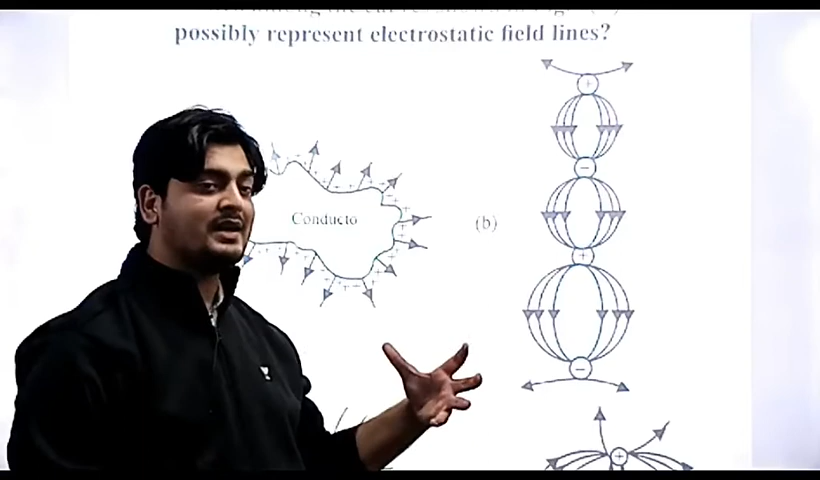 possibly represent electrostatic field lines?
Conducto
(b)
+
−
+
−
+